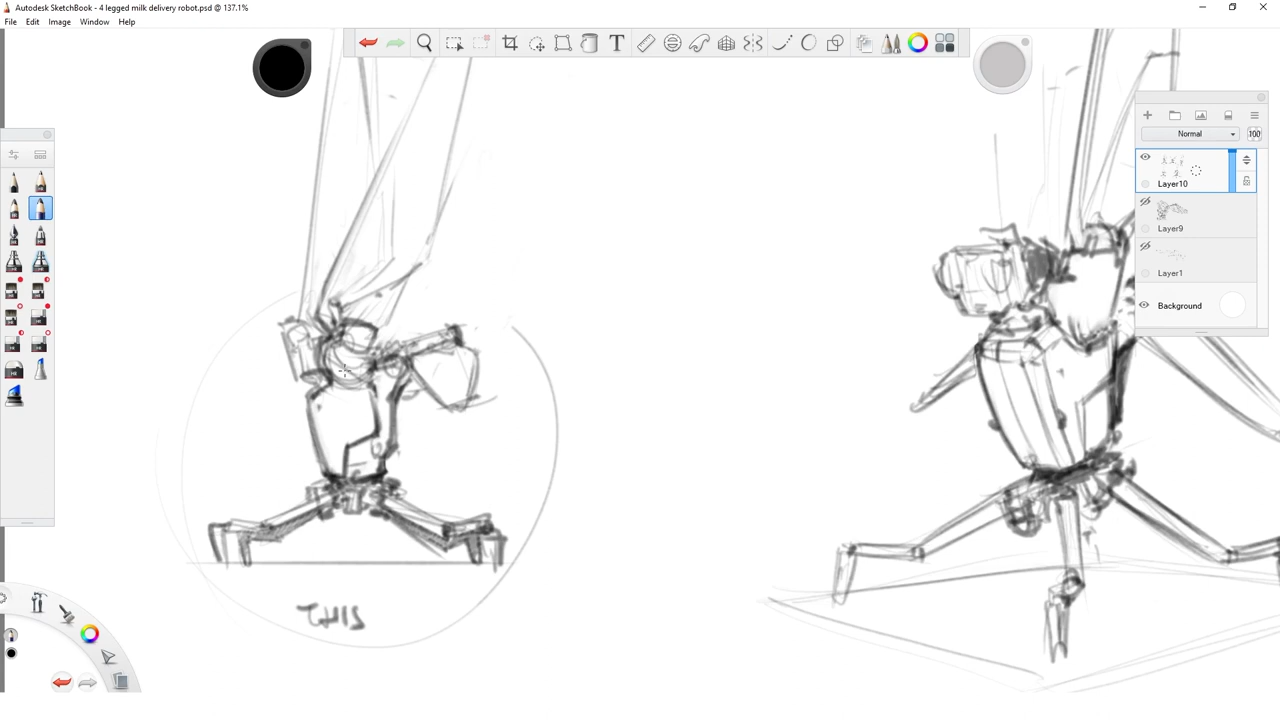 Autodesk SketchBook - 4 legged milk delivery robot.psd @ 137.1%
File Edit Image Window Help
Normal 100
Layer10
Layer9
Layer1
Background
THIS